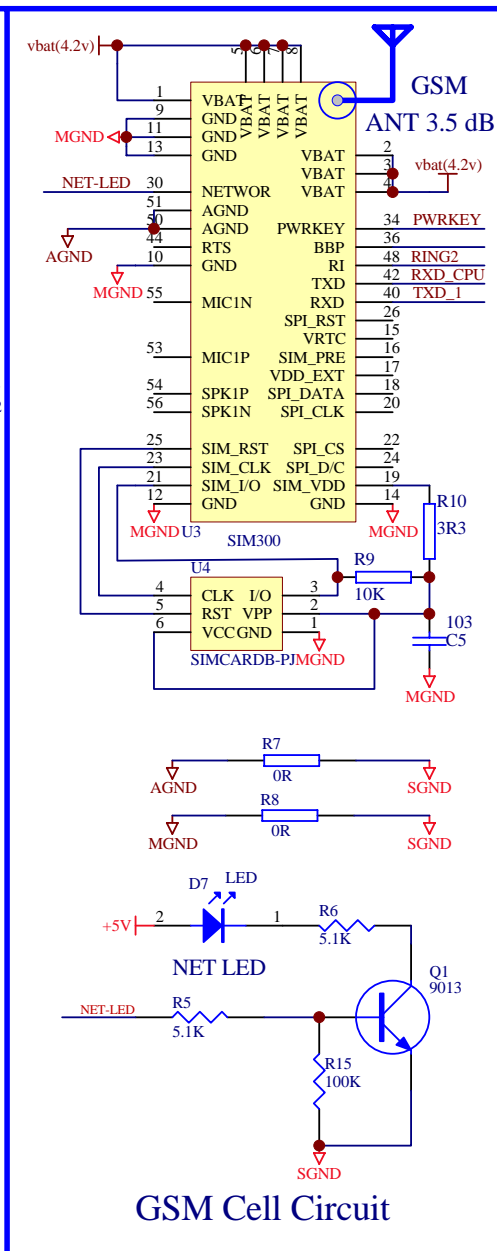 vbat(4.2v)
5 6 7 8
VBAT VBAT VBAT VBAT
GSM
ANT 3.5 dB
1 VBAT
9 GND
MGND 11 GND
13 GND
VBAT 2
VBAT 3
VBAT 4
vbat(4.2v)
NET-LED 30 NETWOR
51 AGND
50 AGND
AGND
44 RTS
10 GND
MGND
55 MIC1N
53 MIC1P
54 SPK1P
56 SPK1N
PWRKEY 34 PWRKEY
BBP 36
RI 48 RING2
TXD 42 RXD_CPU
RXD 40 TXD_1
SPI_RST 26
VRTC 15
SIM_PRE 16
VDD_EXT 17
SPI_DATA 18
SPI_CLK 20
25 SIM_RST
23 SIM_CLK
21 SIM_I/O
12 GND
MGND
SPI_CS 22
SPI_D/C 24
SIM_VDD 19
GND 14
MGND
U3
SIM300
R10
3R3
R9
10K
U4
4 CLK I/O 3
5 RST VPP 2
6 VCC GND 1
SIMCARDB-PJ
MGND
103
C5
MGND
R7
0R
AGND
SGND
R8
0R
MGND
SGND
D7 LED
+5V 2 1
NET LED
R6
5.1K
Q1
9013
NET-LED
R5
5.1K
R15
100K
SGND
GSM Cell Circuit